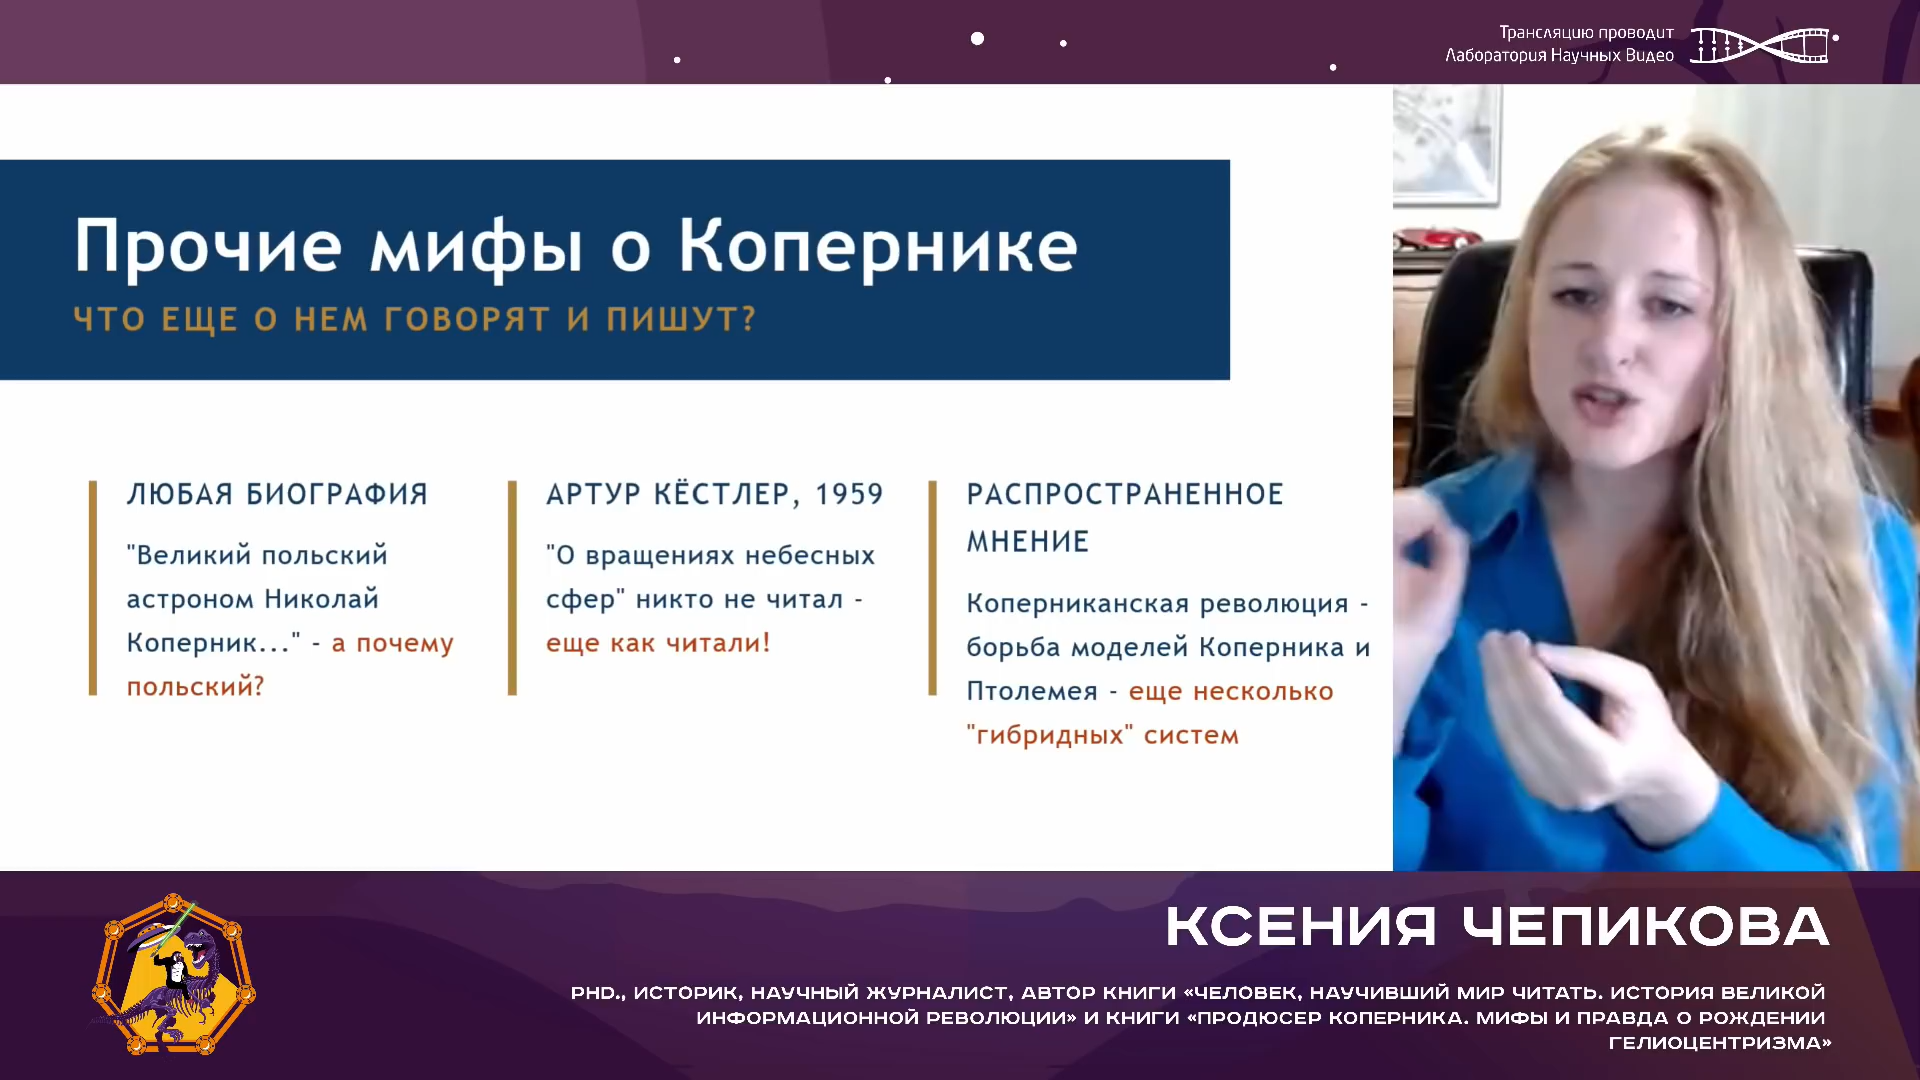 Трансляцию проводит
Лаборатория Научных Видео
Прочие мифы о Копернике
ЧТО ЕЩЕ О НЕМ ГОВОРЯТ И ПИШУТ?
ЛЮБАЯ БИОГРАФИЯ
"Великий польский
астроном Николай
Коперник..." - а почему
польский?
АРТУР КЁСТЛЕР, 1959
"О вращениях небесных
сфер" никто не читал -
еще как читали!
РАСПРОСТРАНЕННОЕ
МНЕНИЕ
Коперниканская революция -
борьба моделей Коперника и
Птолемея - еще несколько
"гибридных" систем
КСЕНИЯ ЧЕПИКОВА
PHD., ИСТОРИК, НАУЧНЫЙ ЖУРНАЛИСТ, АВТОР КНИГИ «ЧЕЛОВЕК, НАУЧИВШИЙ МИР ЧИТАТЬ. ИСТОРИЯ ВЕЛИКОЙ
ИНФОРМАЦИОННОЙ РЕВОЛЮЦИИ» И КНИГИ «ПРОДЮСЕР КОПЕРНИКА. МИФЫ И ПРАВДА О РОЖДЕНИИ
ГЕЛИОЦЕНТРИЗМА»